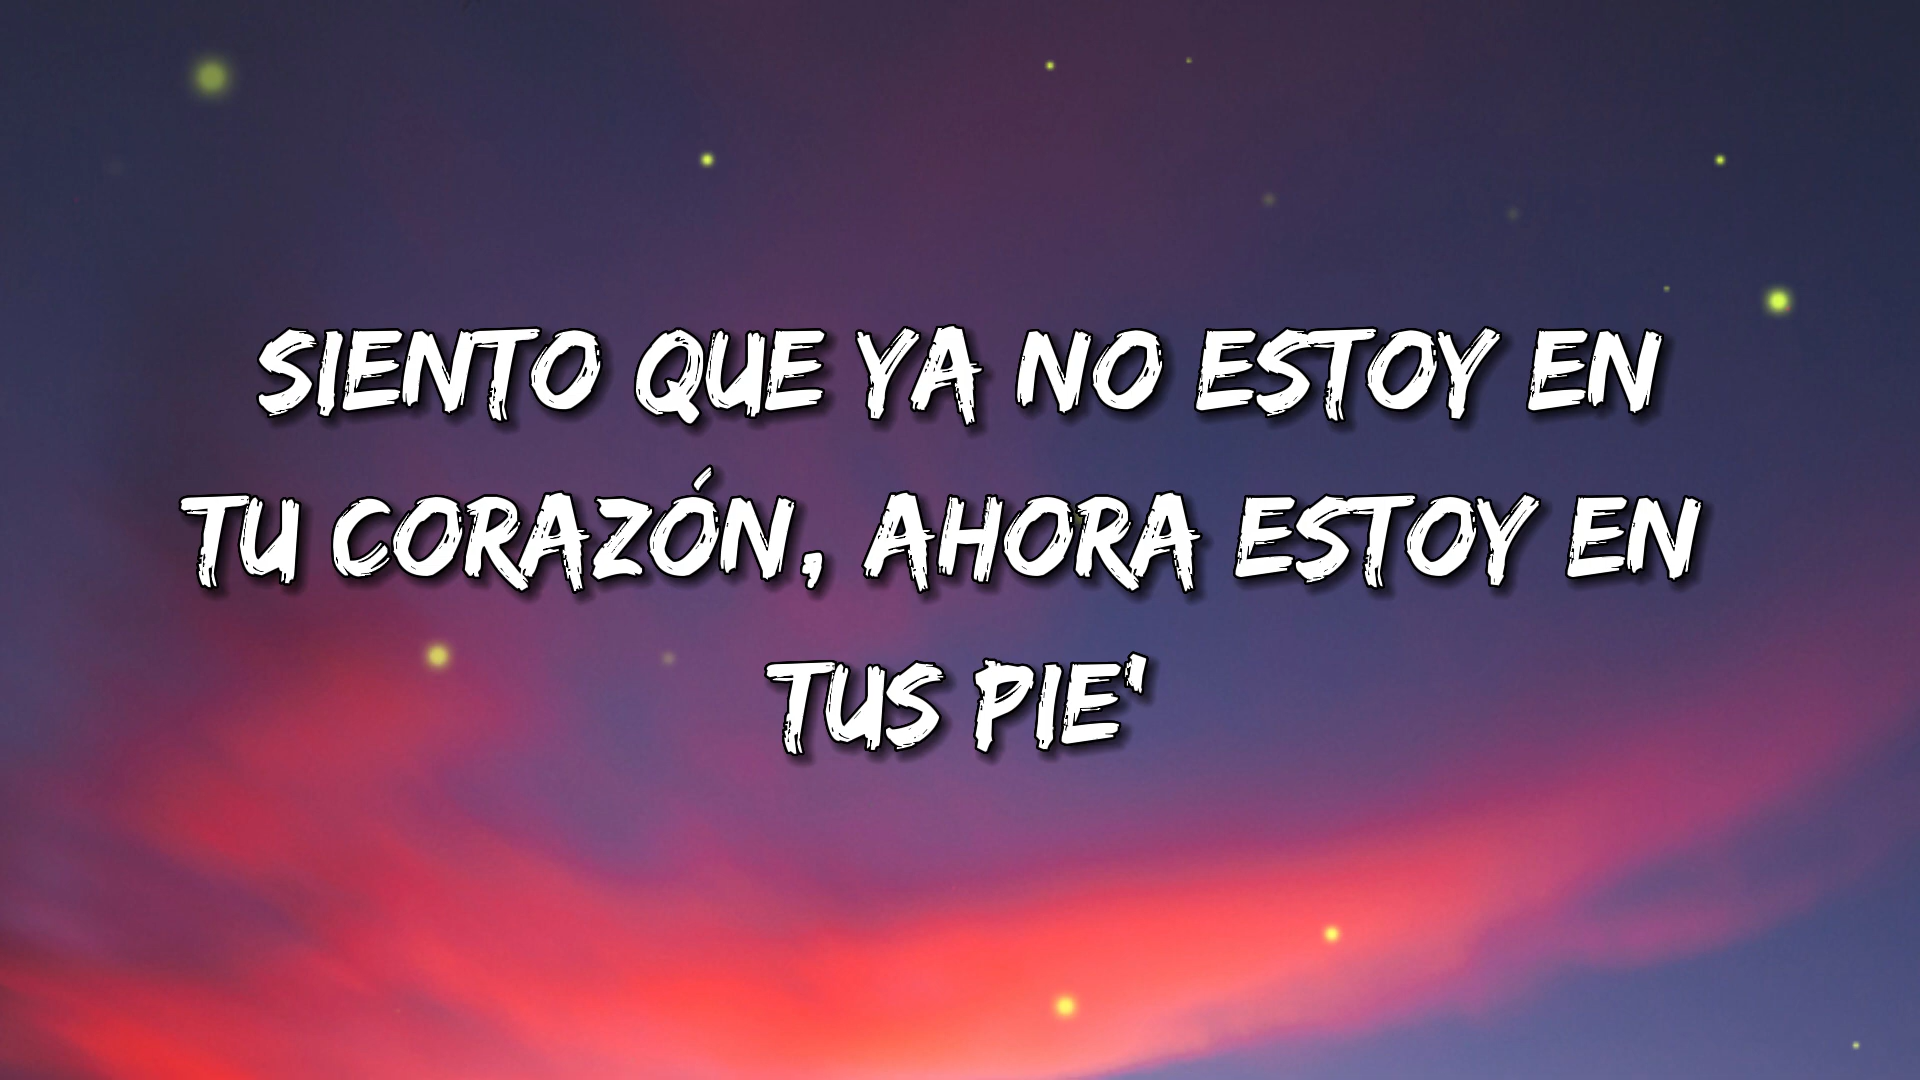 SIENTO QUE YA NO ESTOY EN
TU CORAZÓN, AHORA ESTOY EN
TUS PIE'